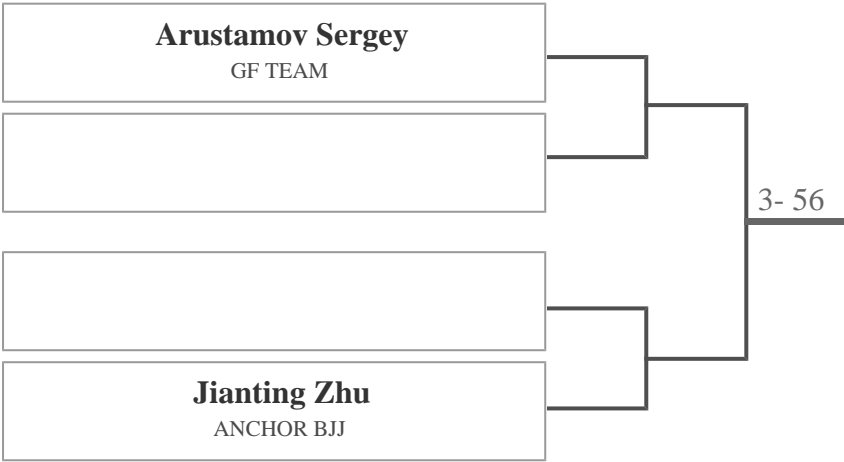 Arustamov Sergey
GF TEAM
3- 56
Jianting Zhu
ANCHOR BJJ